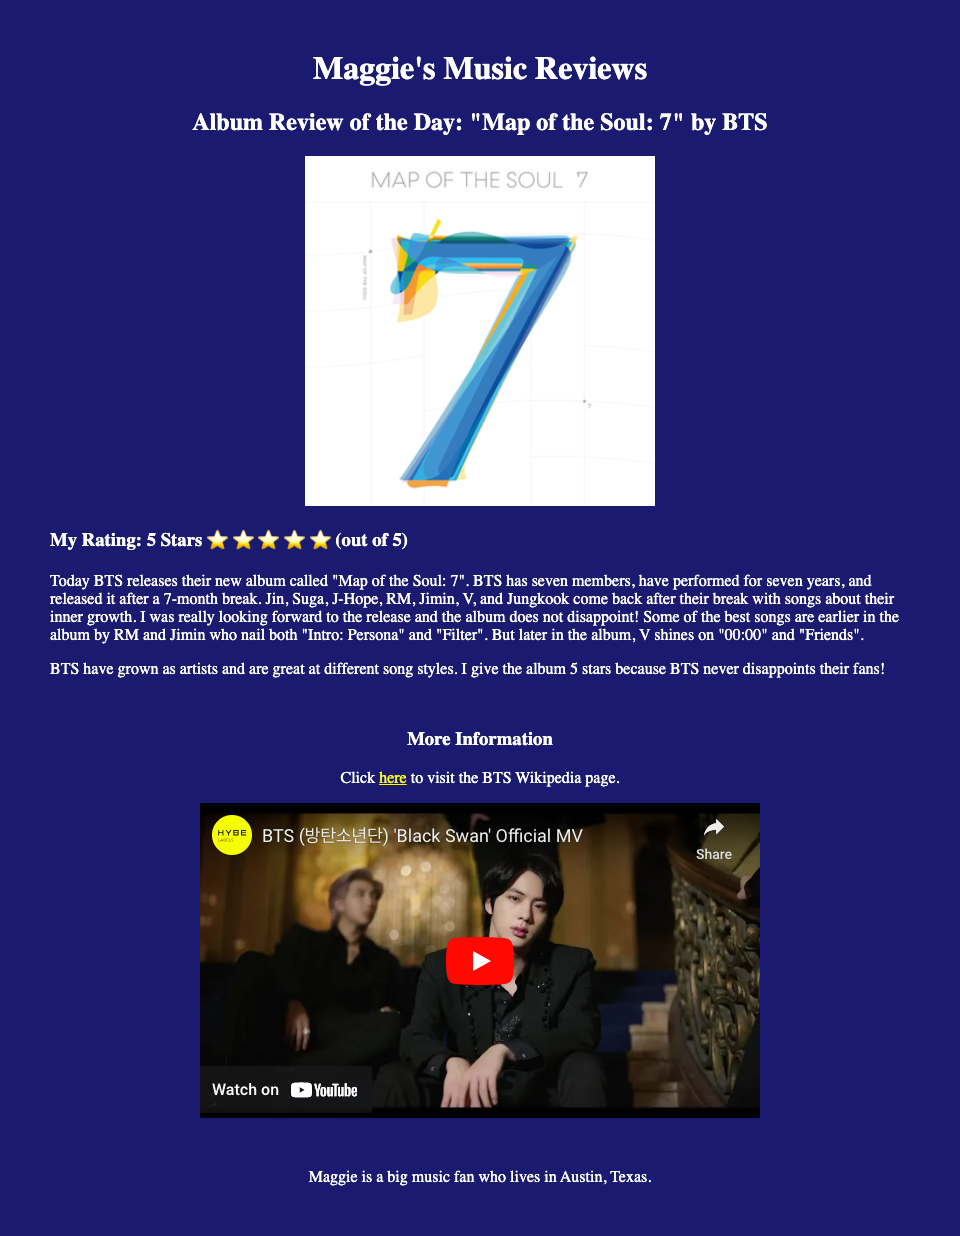 Maggie's Music Reviews
Album Review of the Day: "Map of the Soul: 7" by BTS
MAP OF THE SOUL 7
MAP OF THE SOUL
7
My Rating: 5 Stars ⭐⭐⭐⭐⭐ (out of 5)
Today BTS releases their new album called "Map of the Soul: 7". BTS has seven members, have performed for seven years, and
released it after a 7-month break. Jin, Suga, J-Hope, RM, Jimin, V, and Jungkook come back after their break with songs about their
inner growth. I was really looking forward to the release and the album does not disappoint! Some of the best songs are earlier in the
album by RM and Jimin who nail both "Intro: Persona" and "Filter". But later in the album, V shines on "00:00" and "Friends".
BTS have grown as artists and are great at different song styles. I give the album 5 stars because BTS never disappoints their fans!
More Information
Click here to visit the BTS Wikipedia page.
HYBE
LABELS
BTS (방탄소년단) 'Black Swan' Official MV
Share
Watch on YouTube
Maggie is a big music fan who lives in Austin, Texas.